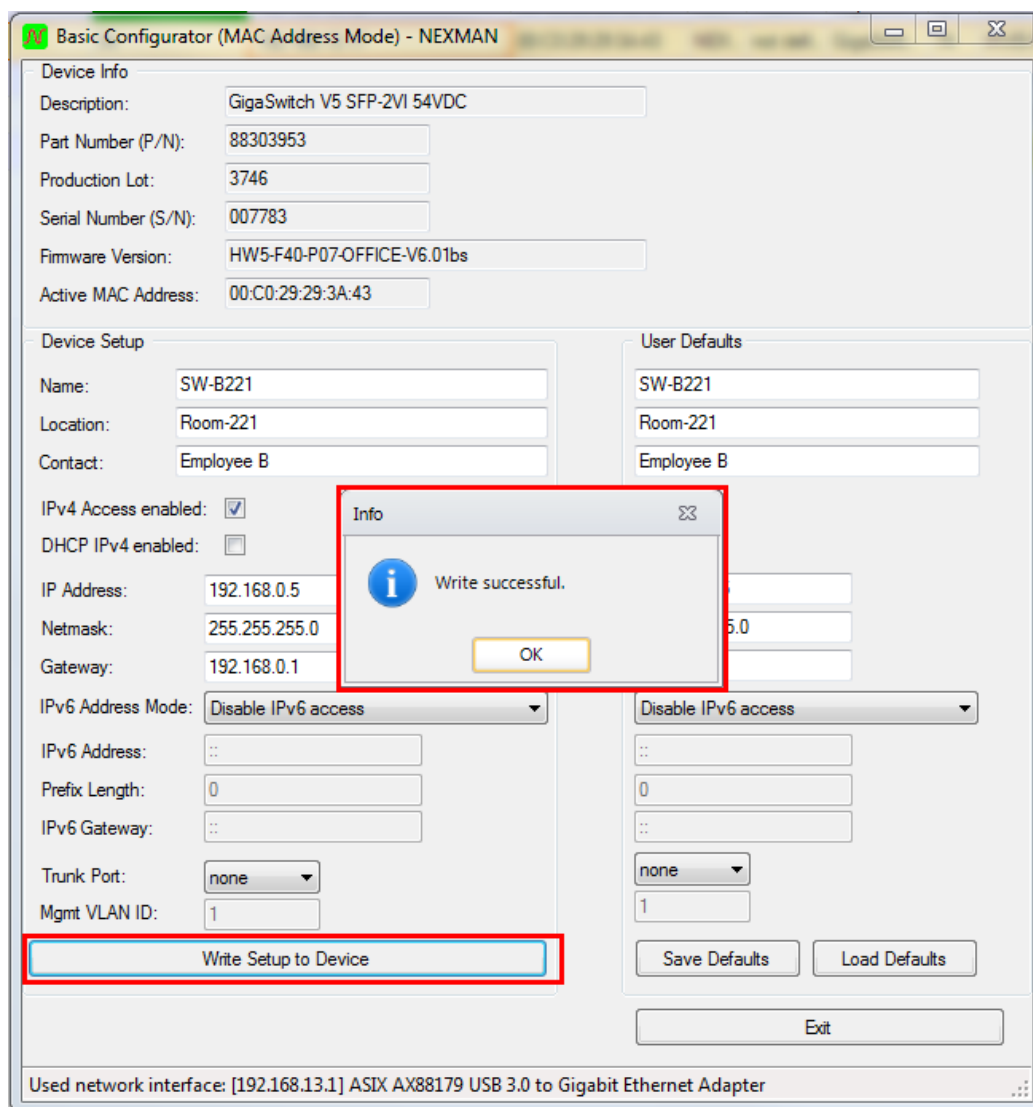 Basic Configurator (MAC Address Mode) - NEXMAN
Device Info
Description: GigaSwitch V5 SFP-2VI 54VDC
Part Number (P/N): 88303953
Production Lot: 3746
Serial Number (S/N): 007783
Firmware Version: HW5-F40-P07-OFFICE-V6.01bs
Active MAC Address: 00:C0:29:29:3A:43
Device Setup
Name: SW-B221
Location: Room-221
Contact: Employee B
IPv4 Access enabled:
DHCP IPv4 enabled:
IP Address: 192.168.0.5
Netmask: 255.255.255.0
Gateway: 192.168.0.1
IPv6 Address Mode: Disable IPv6 access
IPv6 Address: ::
Prefix Length: 0
IPv6 Gateway: ::
Trunk Port: none
Mgmt VLAN ID: 1
Write Setup to Device
User Defaults
SW-B221
Room-221
Employee B
5.0
Disable IPv6 access
::
0
::
none
1
Save Defaults Load Defaults
Exit
Info
Write successful.
OK
Used network interface: [192.168.13.1] ASIX AX88179 USB 3.0 to Gigabit Ethernet Adapter